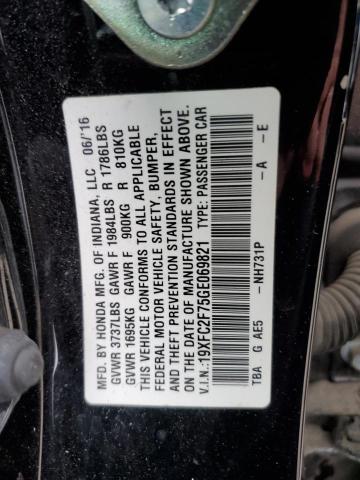 MFD. BY HONDA MFG. OF INDIANA, LLC 06/'16
GVWR 3737LBS GAWR F 1984LBS R 1786LBS
GVWR 1695KG GAWR F 900KG R 810KG
THIS VEHICLE CONFORMS TO ALL APPLICABLE
FEDERAL MOTOR VEHICLE SAFETY, BUMPER,
AND THEFT PREVENTION STANDARDS IN EFFECT
ON THE DATE OF MANUFACTURE SHOWN ABOVE.
V.I.N.:19XFC2F75GE069821 TYPE: PASSENGER CAR
TBA G AE5 -NH731P -A -E